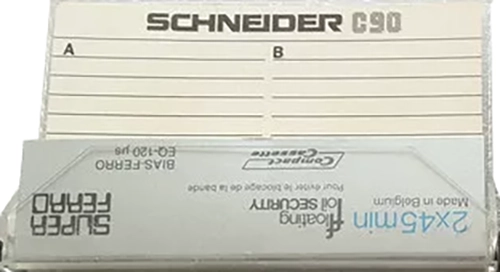 SCHNEIDER C90
A B
2x45min
Made in Belgium
floating
foil SECURITY
Pour éviter le blocage de la bande
Compact
Cassette
BIAS-FERRO
EQ-120 µs
SUPER
FERRO